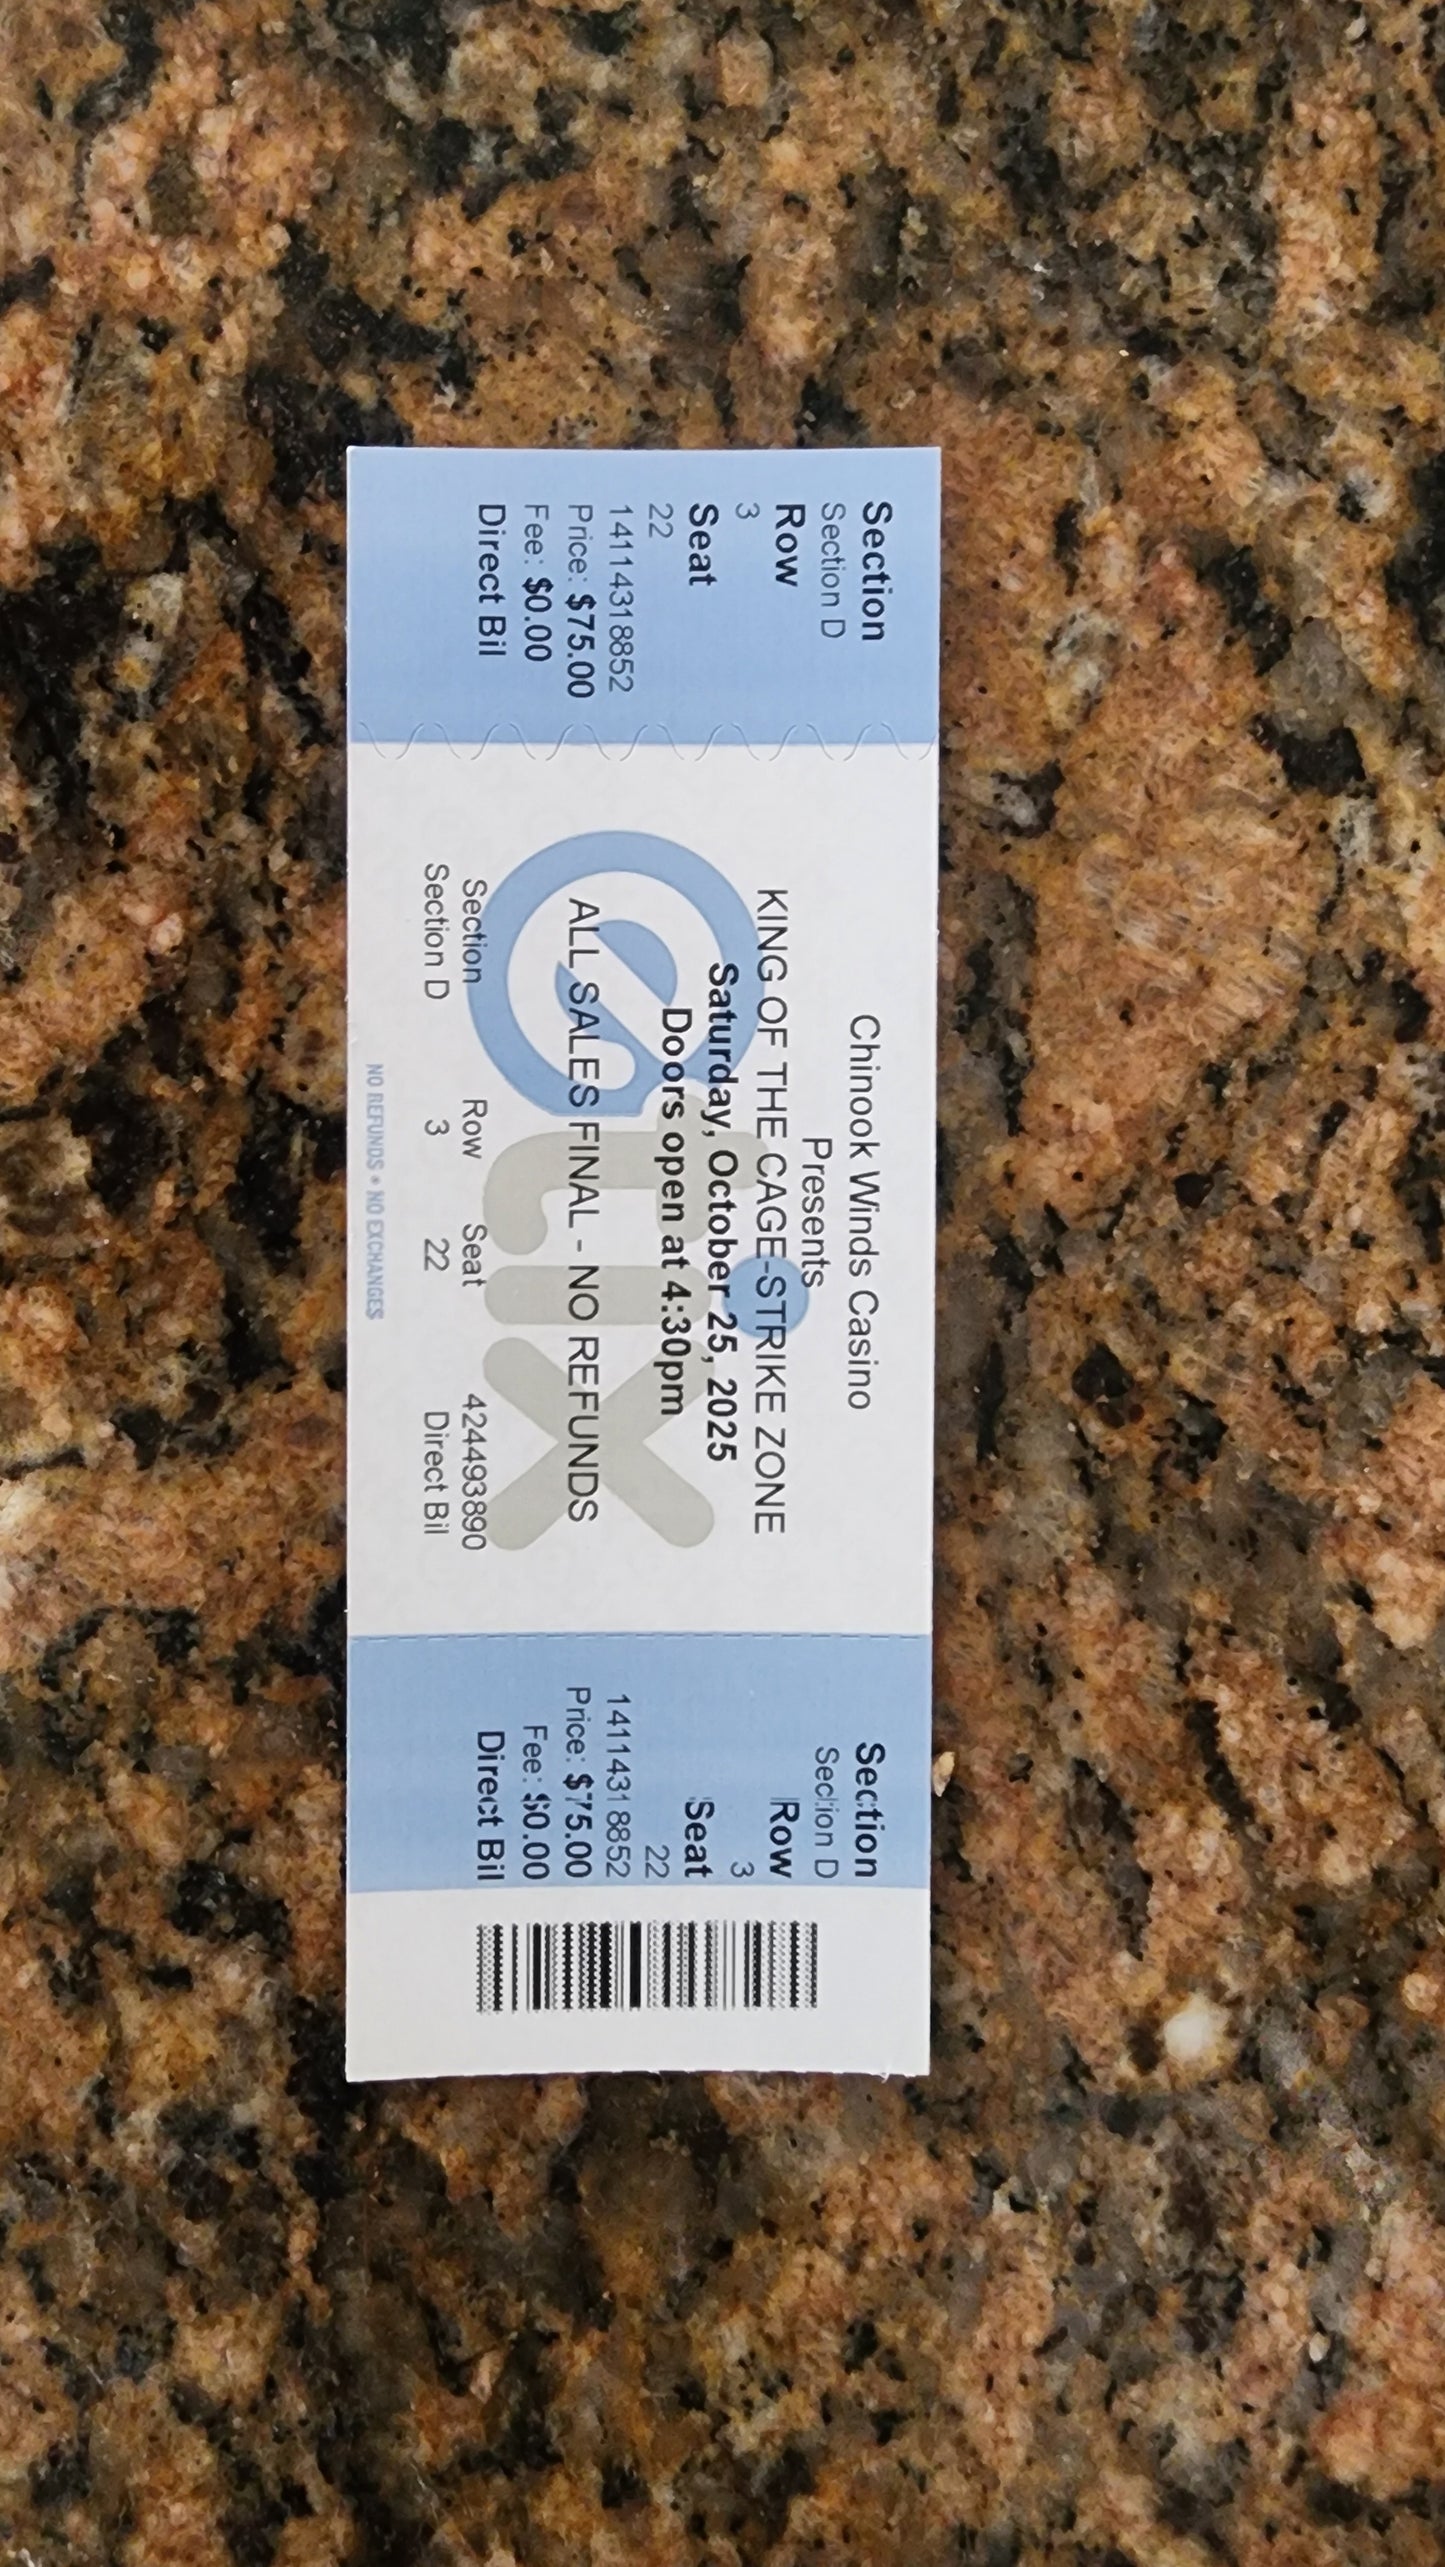 Section
Section D
Row
3
Seat
22
1411431 8852
Price: $75.00
Fee: $0.00
Direct Bil
Chinook Winds Casino
Presents
KING OF THE CAGE-STRIKE ZONE
Saturday, October 25, 2025
Doors open at 4:30pm
ALL SALES FINAL - NO REFUNDS
etix
Section Row Seat 424493890
Section D 3 22 Direct Bil
NO REFUNDS • NO EXCHANGES
Section
Section D
Row
3
Seat
22
1411431 8852
Price: $75.00
Fee: $0.00
Direct Bil